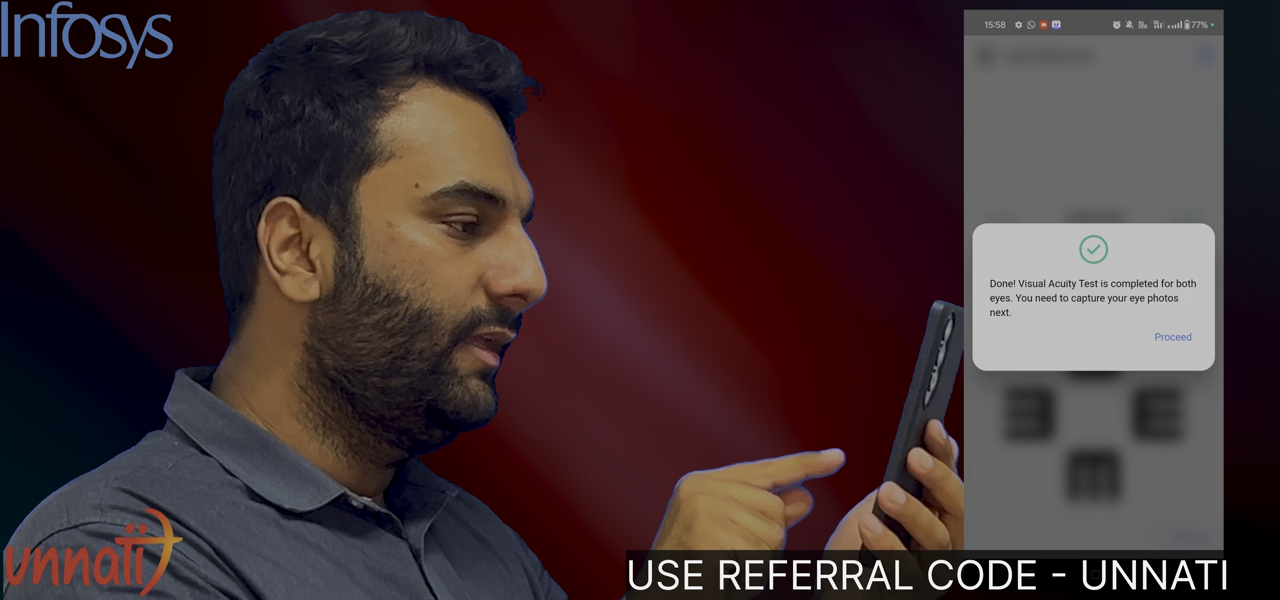 Infosys
15:58
77%
Done! Visual Acuity Test is completed for both
eyes. You need to capture your eye photos
next.
Proceed
unnati
USE REFERRAL CODE - UNNATI